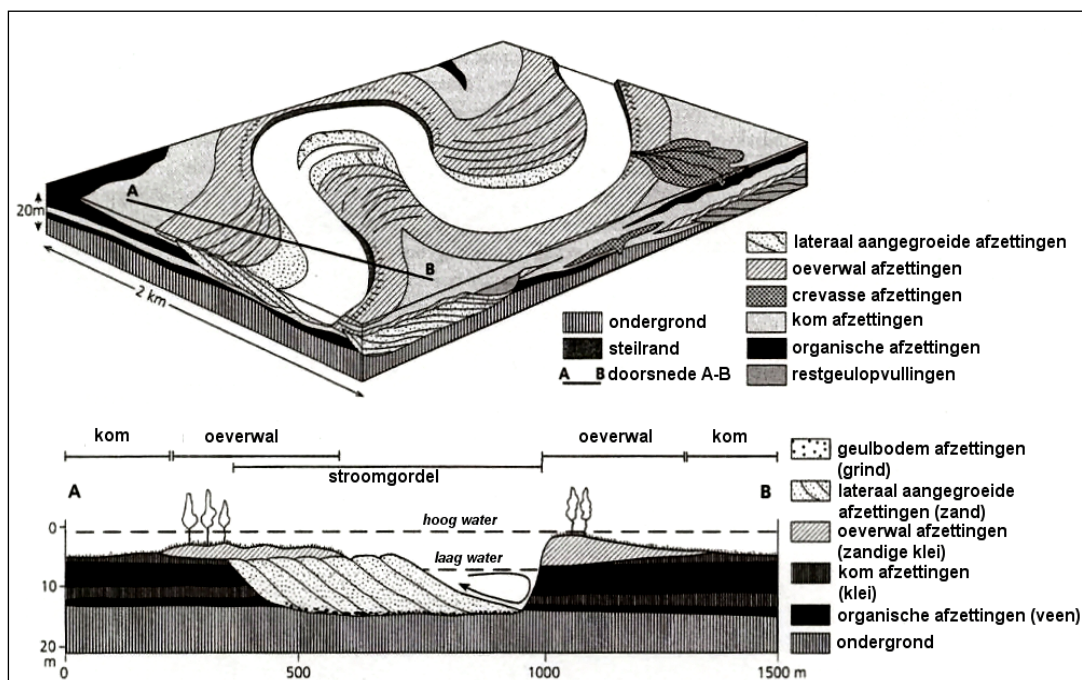 A
B
20m
2 km
lateraal aangegroeide afzettingen
oeverwal afzettingen
crevasse afzettingen
kom afzettingen
organische afzettingen
restgeulopvullingen
ondergrond
steilrand
A B doorsnede A-B
kom
oeverwal
oeverwal
kom
stroomgordel
A
B
hoog water
laag water
0
10
20
m
0
500
1000
1500 m
geulbodem afzettingen
(grind)
lateraal aangegroeide
afzettingen (zand)
oeverwal afzettingen
(zandige klei)
kom afzettingen
(klei)
organische afzettingen (veen)
ondergrond